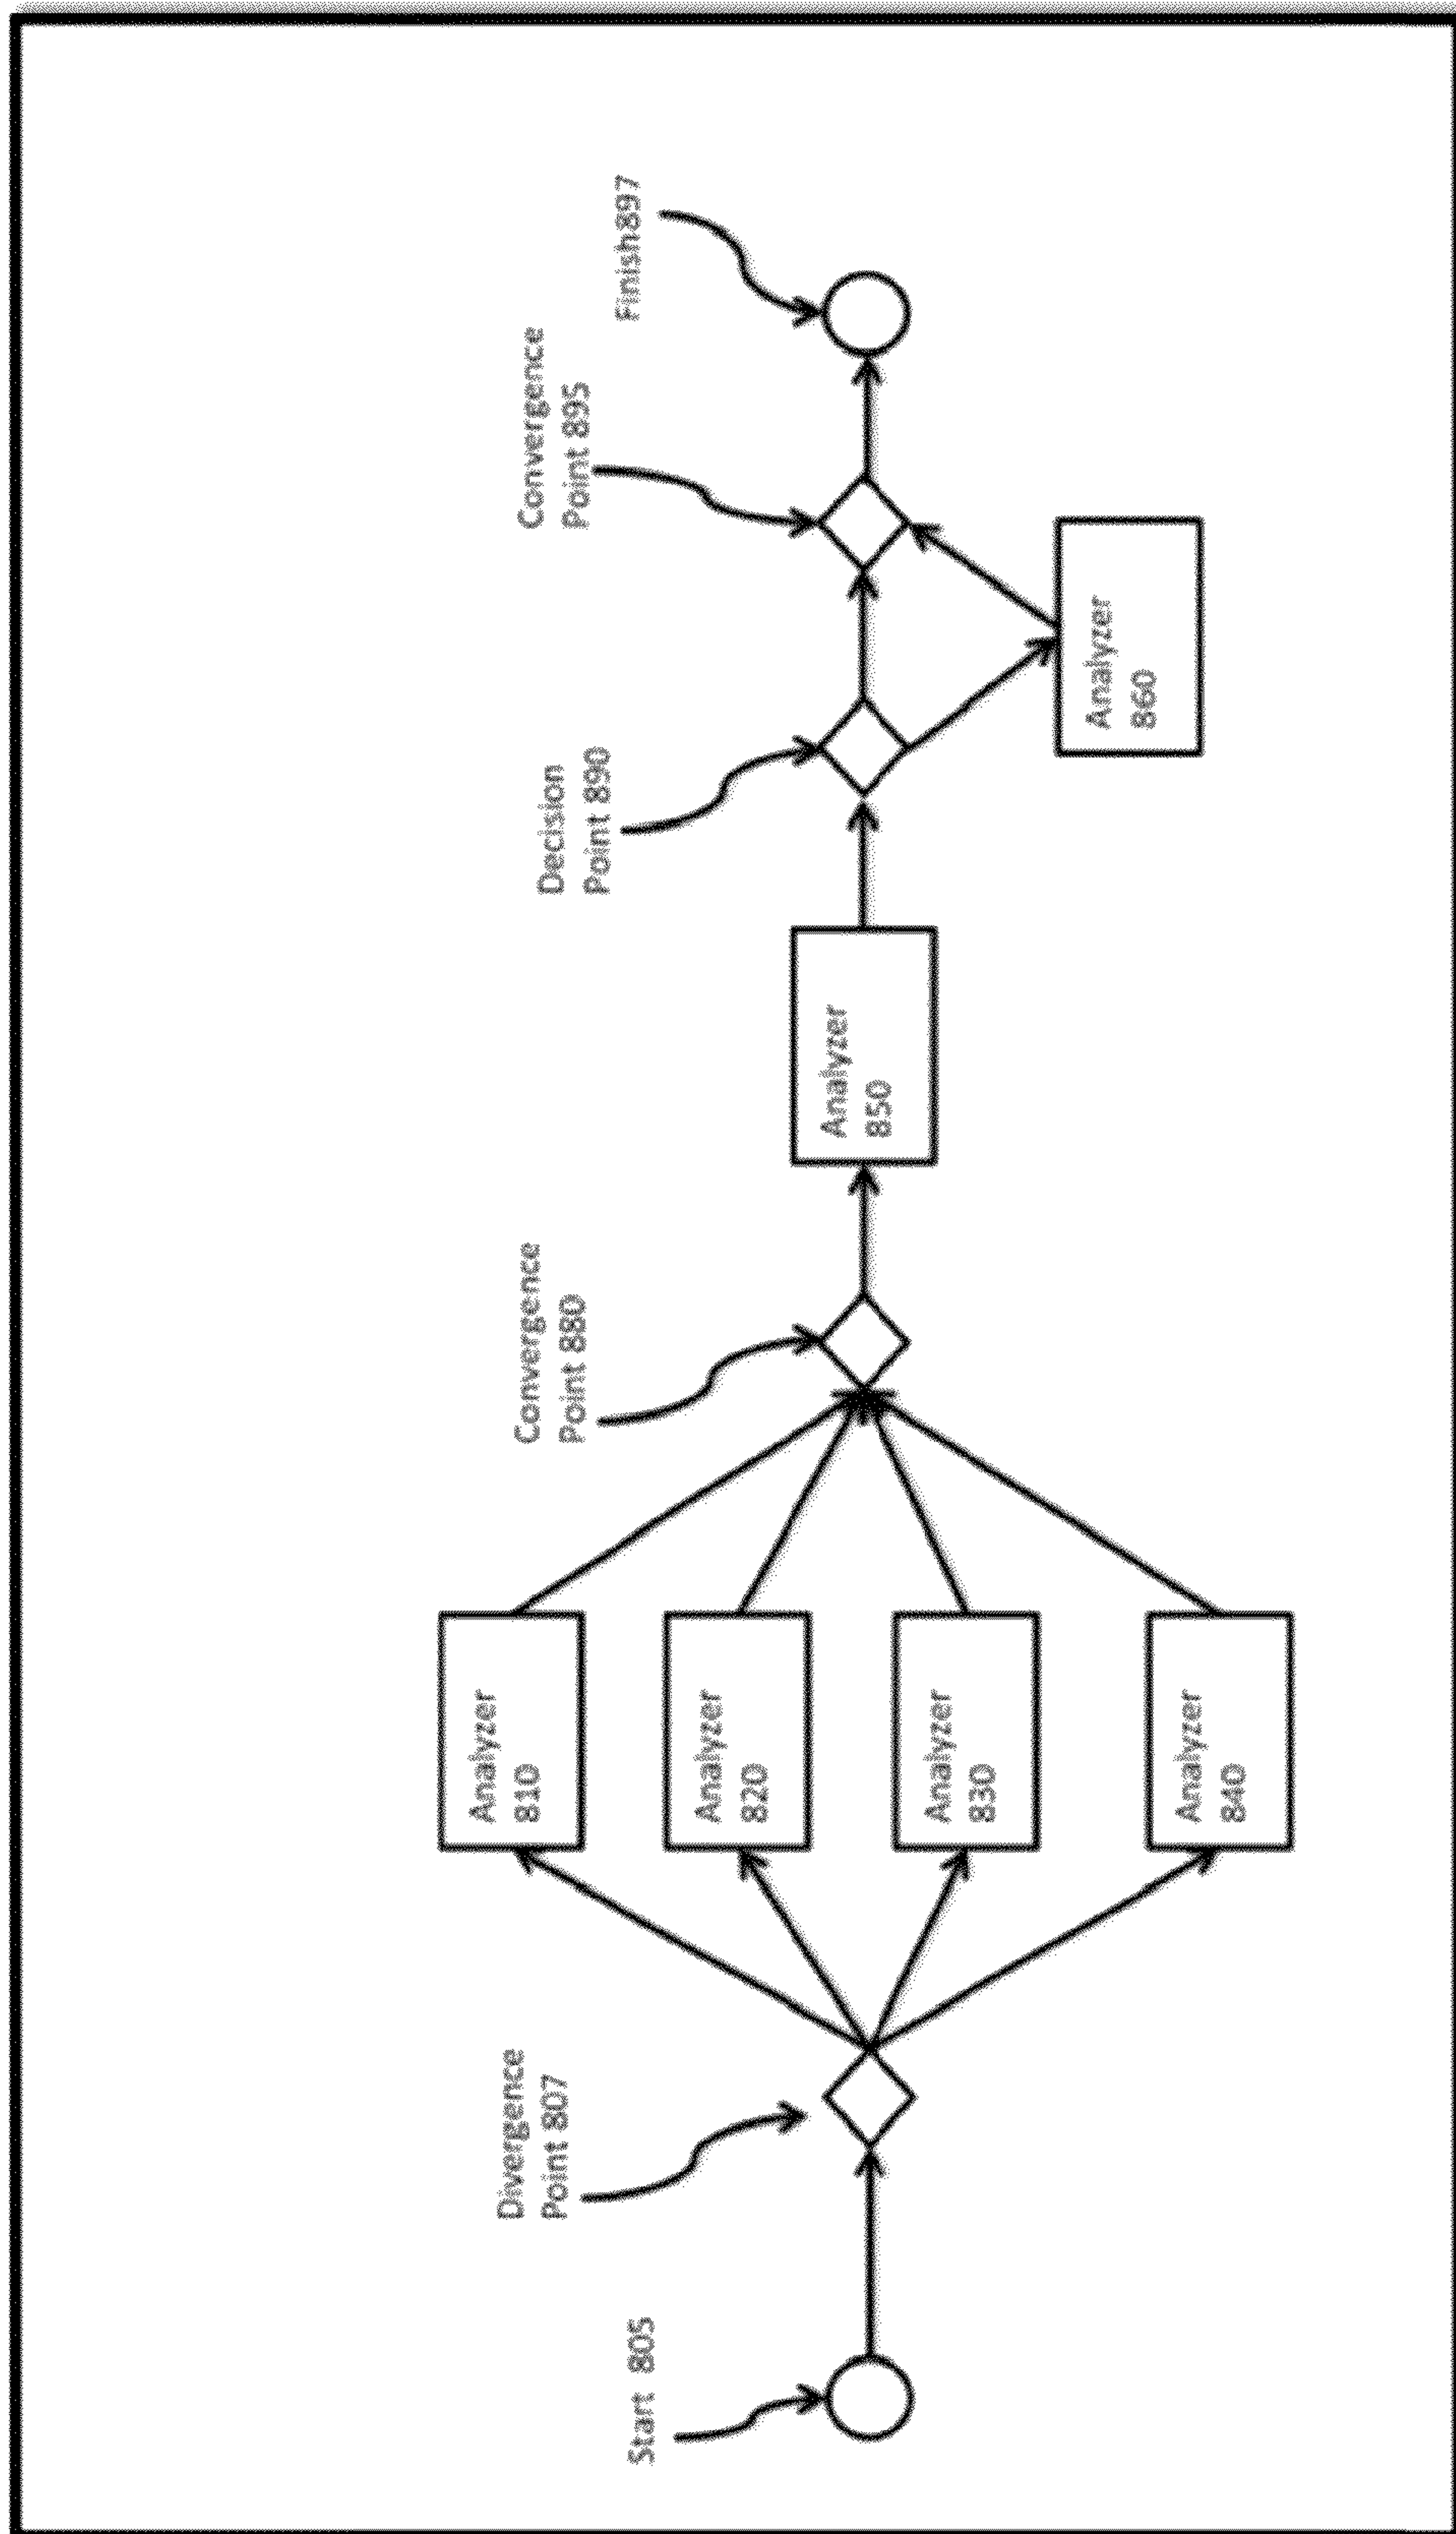 Start 805
Divergence
Point 807
Analyzer
810
Analyzer
820
Analyzer
830
Analyzer
840
Convergence
Point 880
Analyzer
850
Decision
Point 890
Analyzer
860
Convergence
Point 895
Finish897